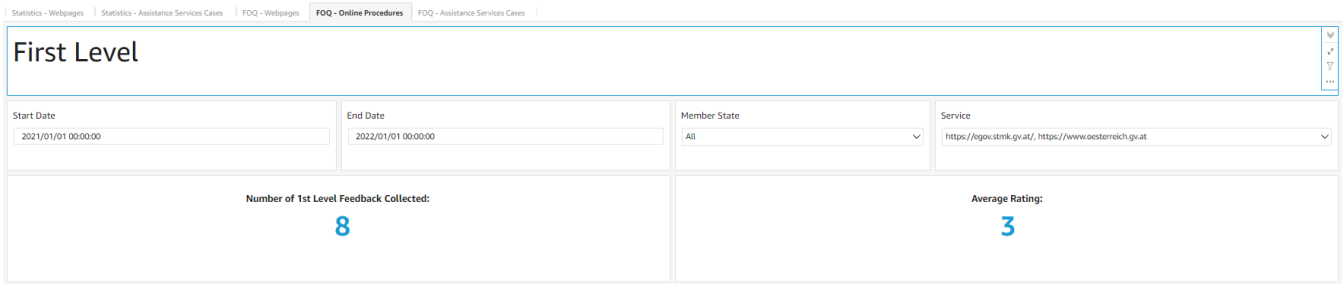 Statistics - Webpages Statistics - Assistance Services Cases FOQ - Webpages FOQ - Online Procedures FOQ - Assistance Services Cases
First Level
Start Date End Date Member State Service
2021/01/01 00:00:00 2022/01/01 00:00:00 All https://egov.stmk.gv.at/, https://www.oesterreich.gv.at
Number of 1st Level Feedback Collected: Average Rating:
8 3